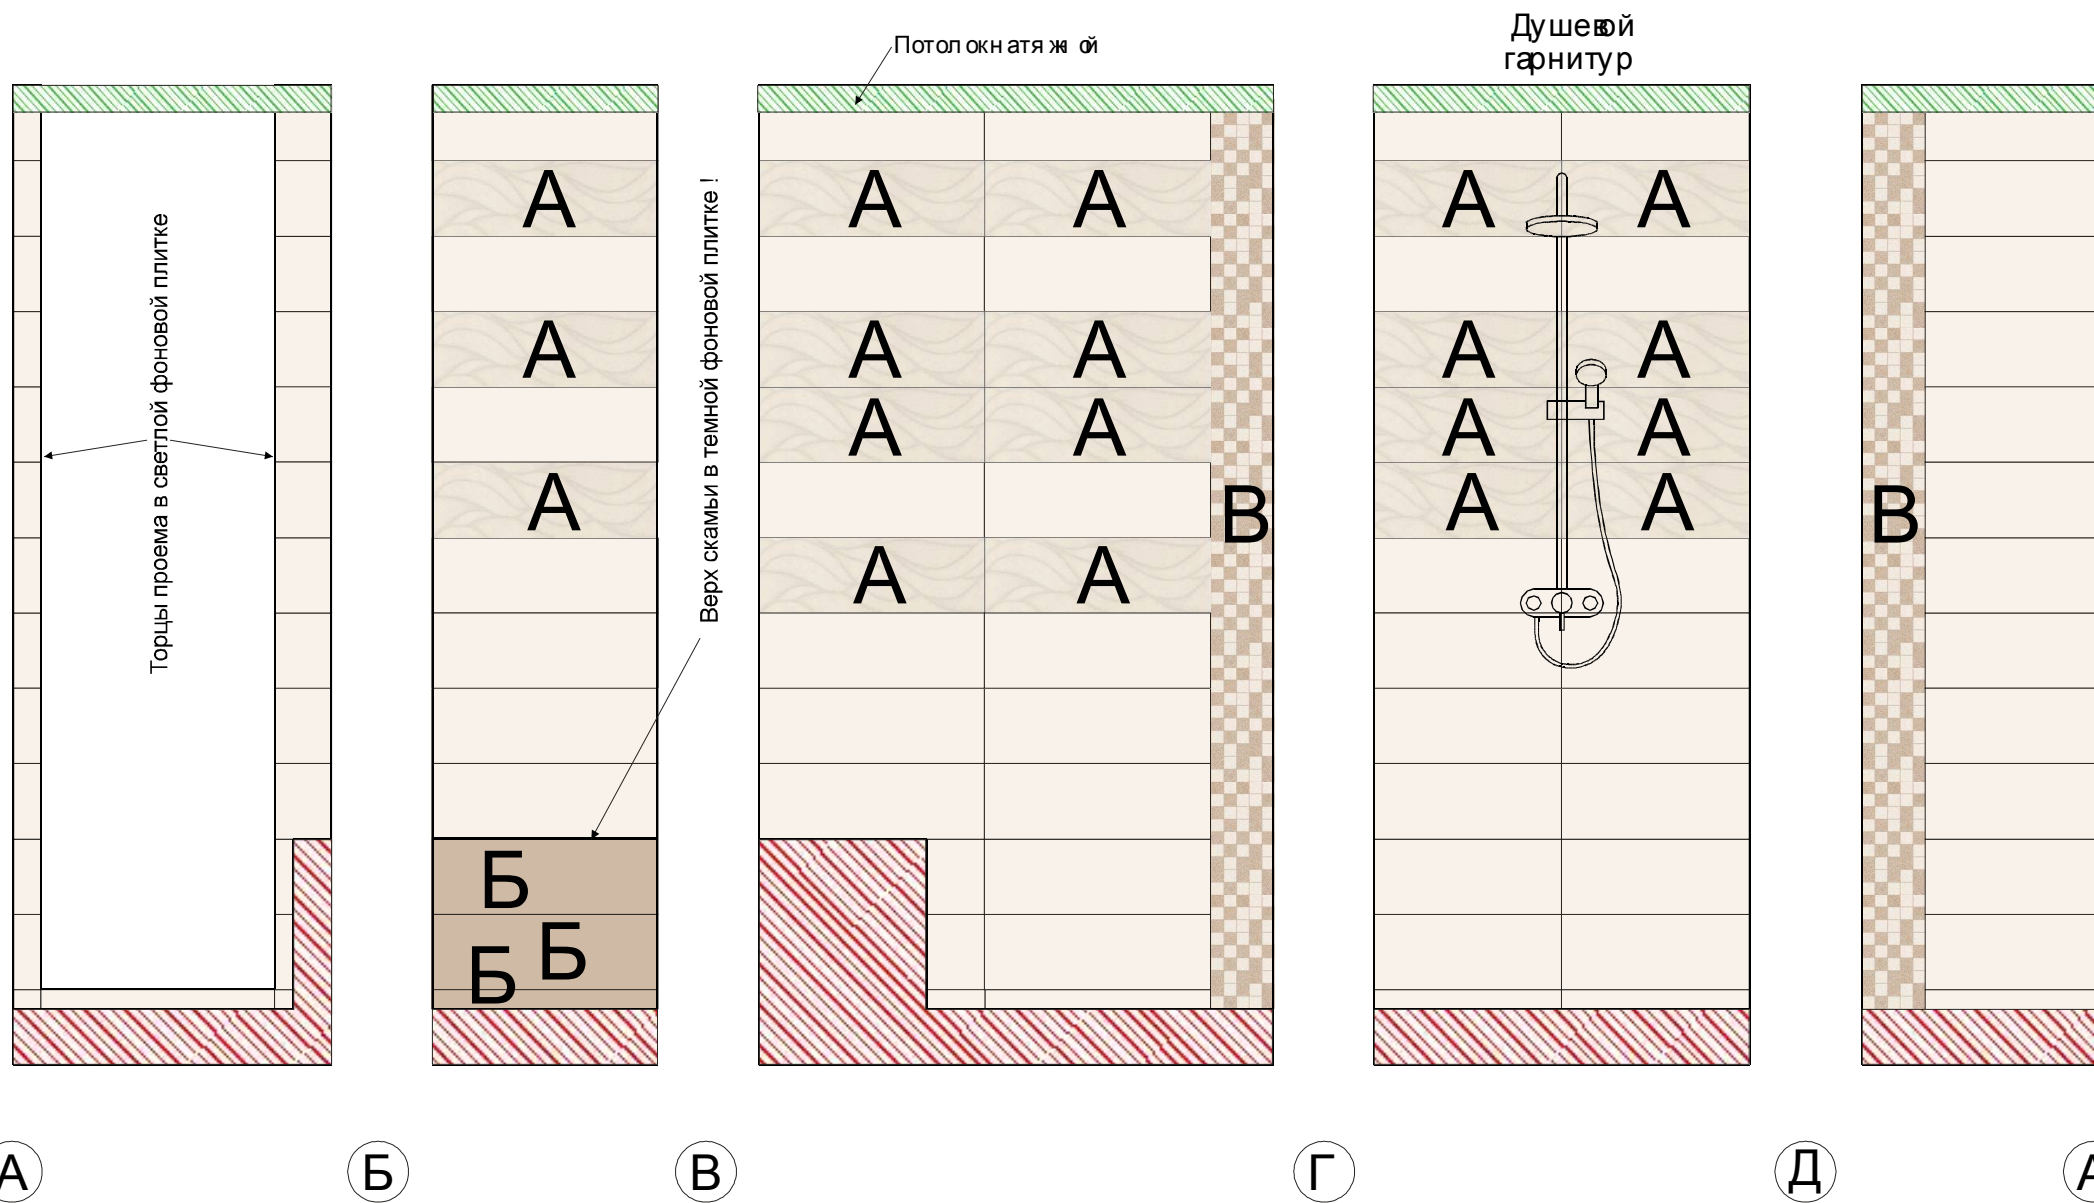 Душевой
гарнитур
Потолок натяжной
Торцы проема в светлой фоновой плитке
Верх скамьи в темной фоновой плитке !
А
А
А
Б
Б
Б
А А
А А
А А
А А
В
А А
А А
А А
А А
В
А Б В Г Д А